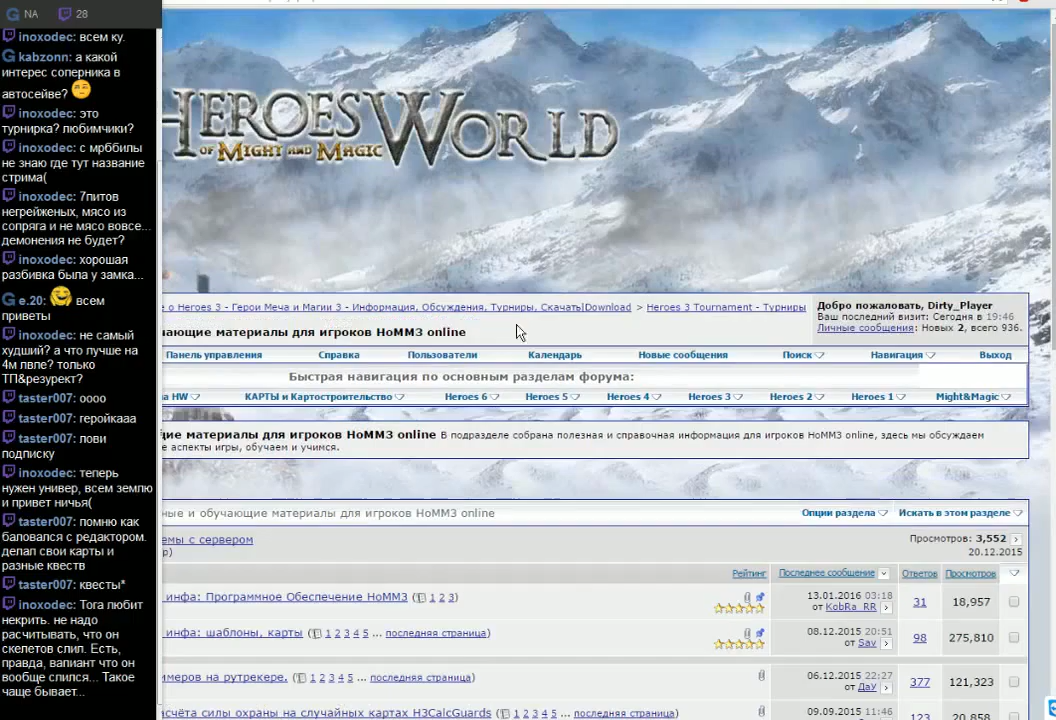 NA 28
inoxodec: всем ку.
kabzonn: а какой
интерес соперника в
автосейве?
inoxodec: это
турнирка? любимчики?
inoxodec: с мрббилы
не знаю где тут название
стрима(
inoxodec: 7питов
негрейженых, мясо из
сопряга и не мясо вовсе...
демонения не будет?
inoxodec: хорошая
разбивка была у замка...
e.20: всем
приветы
inoxodec: не самый
худший? а что лучше на
4м лвле? только
ТП&резурект?
taster007: оооо
taster007: геройкааа
taster007: лови
подписку
inoxodec: теперь
нужен универ, всем землю
и привет ничья(
taster007: помню как
баловался с редактором.
делал свои карты и
разные квеств
taster007: квесты*
inoxodec: Тога любит
некрить. не надо
расчитывать, что он
скелетов слил. Есть,
правда, вапиант что он
вообще слился... Такое
чаще бывает...
HEROES WORLD
OF MIGHT AND MAGIC
е о Heroes 3 - Герои Меча и Магии 3 - Информация, Обсуждения, Турниры, Скачать|Download > Heroes 3 Tournament - Турниры
ающие материалы для игроков HoMM3 online
Добро пожаловать, Dirty_Player
Ваш последний визит: Сегодня в 19:46
Личные сообщения: Новых 2, всего 936.
Панель управления Справка Пользователи Календарь Новые сообщения Поиск Навигация Выход
Быстрая навигация по основным разделам форума:
а HW КАРТЫ и Картостроительство Heroes 6 Heroes 5 Heroes 4 Heroes 3 Heroes 2 Heroes 1 Might&Magic
щие материалы для игроков HoMM3 online В подразделе собрана полезная и справочная информация для игроков HoMM3 online, здесь мы обсуждаем
е аспекты игры, обучаем и учимся.
ные и обучающие материалы для игроков HoMM3 online Опции раздела Искать в этом разделе
емы с сервером
р)
Просмотров: 3,552
20.12.2015
Рейтинг Последнее сообщение Ответов Просмотров
инфа: Программное Обеспечение HoMM3 ( 1 2 3)
13.01.2016 03:18
от KobRa_RR
31 18,957
инфа: шаблоны, карты ( 1 2 3 4 5 ... последняя страница)
08.12.2015 20:51
от Sav
98 275,810
имеров на рутрекере. ( 1 2 3 4 5 ... последняя страница)
06.12.2015 22:27
от ДаУ
377 121,323
асчёта силы охраны на случайных картах H3CalcGuards ( 1 2 3 4 5 ... последняя страница)
09.09.2015 11:46
123 20,858